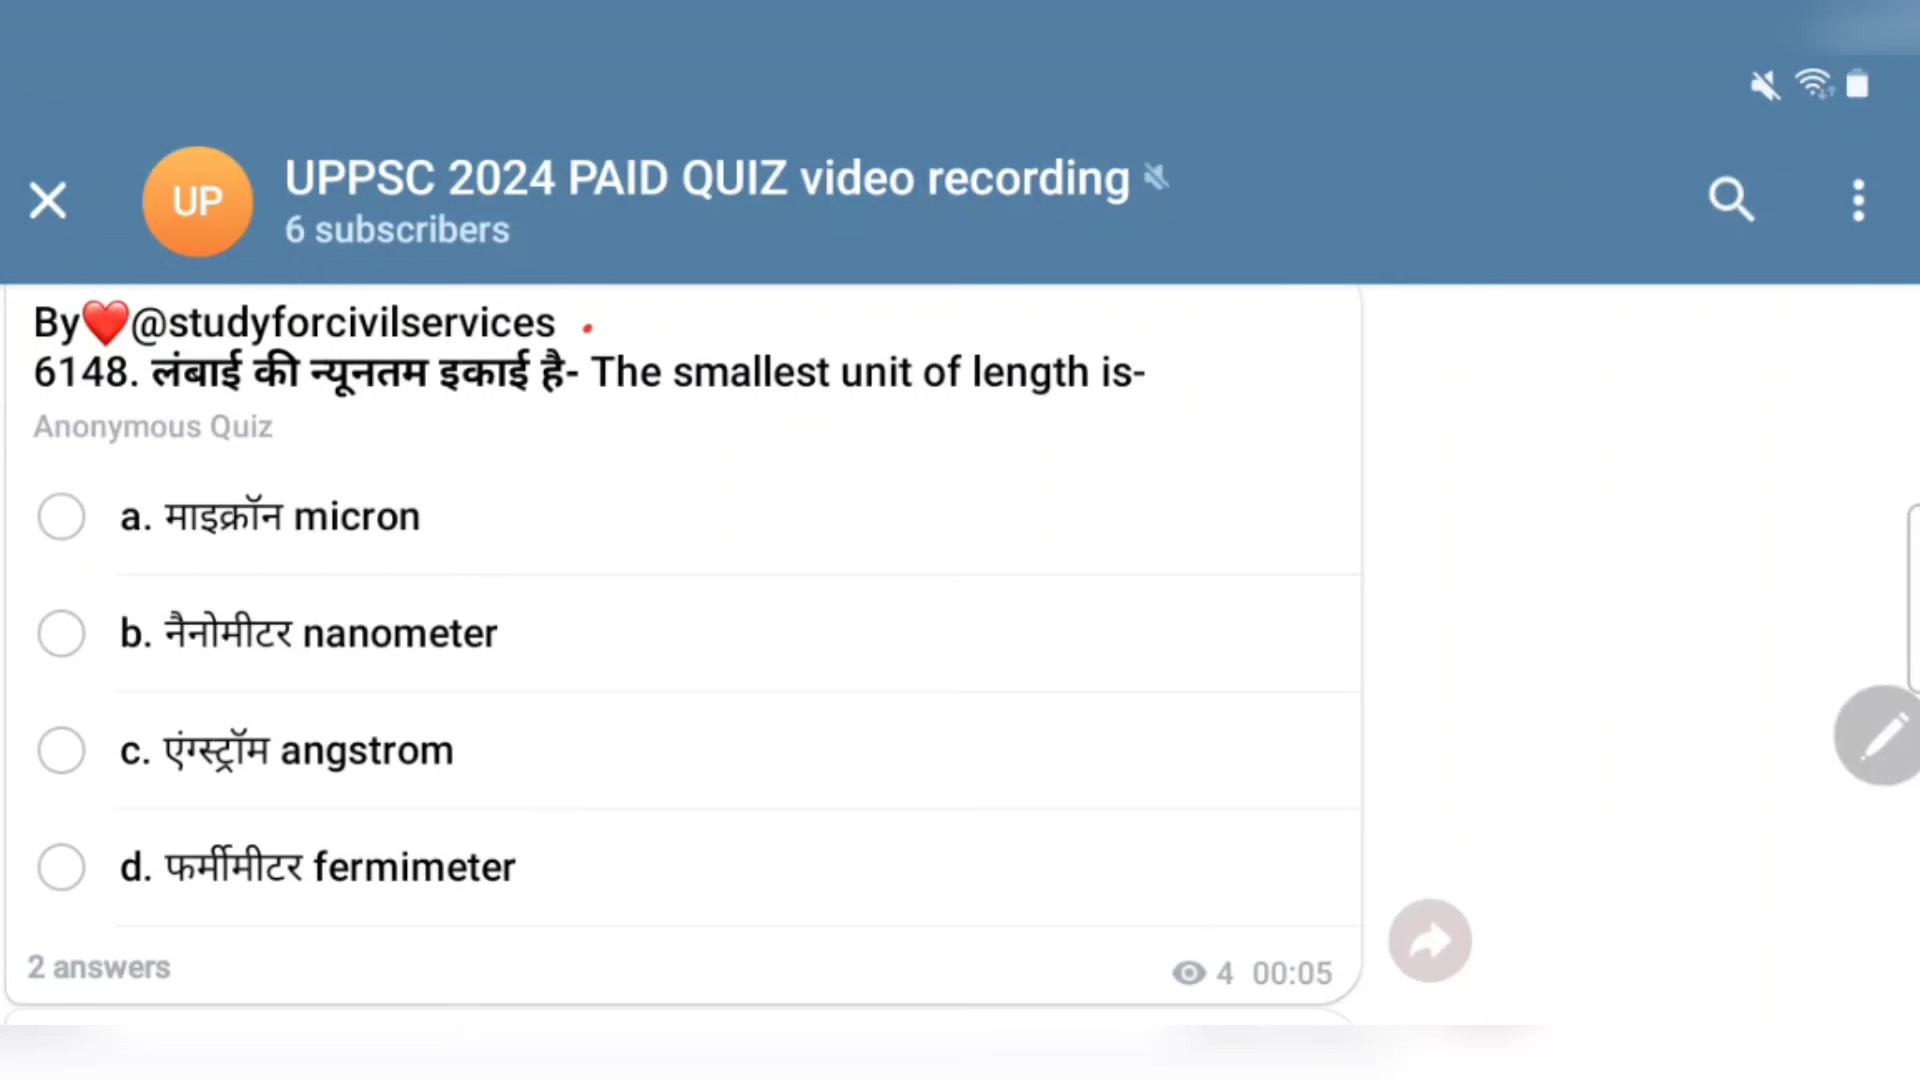 UP
UPPSC 2024 PAID QUIZ video recording
6 subscribers
By❤️@studyforcivilservices
6148. लंबाई की न्यूनतम इकाई है- The smallest unit of length is-
Anonymous Quiz
a. माइक्रॉन micron
b. नैनोमीटर nanometer
c. एंग्स्ट्रॉम angstrom
d. फर्मीमीटर fermimeter
2 answers
4 00:05